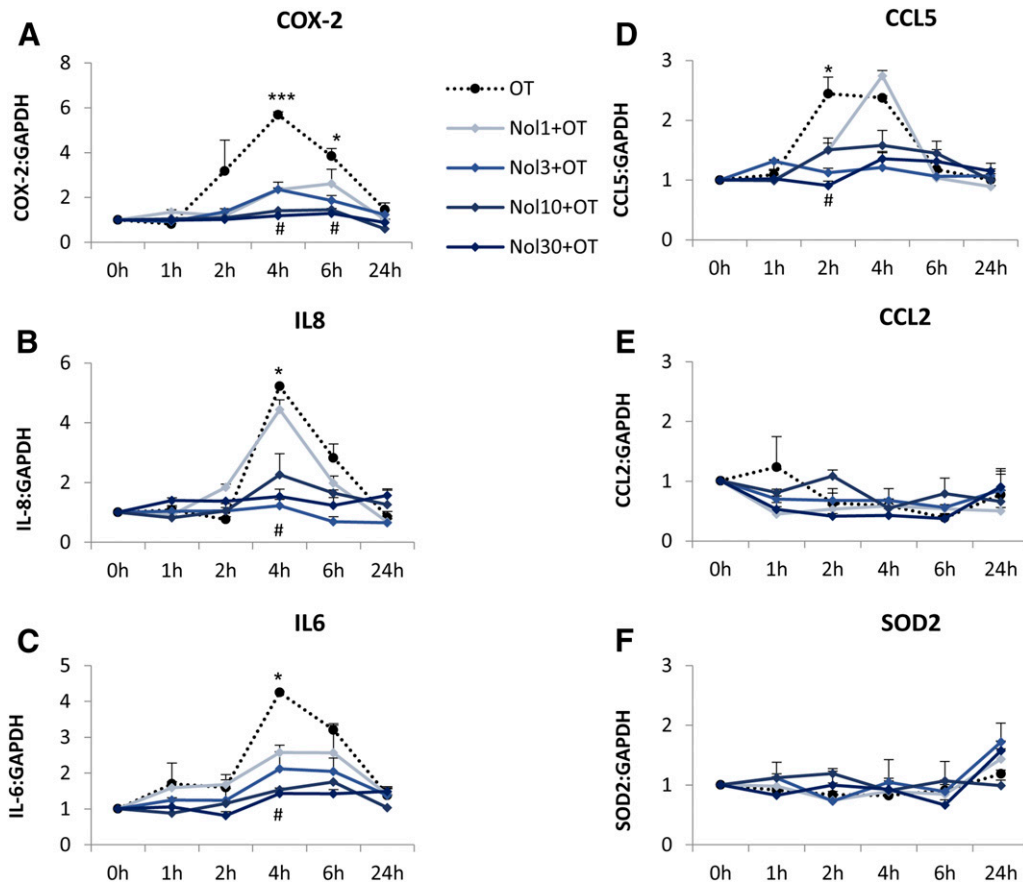 A
COX-2
COX-2:GAPDH
8
6
4
2
0
***
*
#
#
0h 1h 2h 4h 6h 24h
OT
Nol1+OT
Nol3+OT
Nol10+OT
Nol30+OT
B
IL8
IL-8:GAPDH
6
4
2
0
*
#
0h 1h 2h 4h 6h 24h
C
IL6
IL-6:GAPDH
5
4
3
2
1
0
*
#
0h 1h 2h 4h 6h 24h
D
CCL5
CCL5:GAPDH
3
2
1
0
*
#
0h 1h 2h 4h 6h 24h
E
CCL2
CCL2:GAPDH
3
2
1
0
0h 1h 2h 4h 6h 24h
F
SOD2
SOD2:GAPDH
3
2
1
0
0h 1h 2h 4h 6h 24h